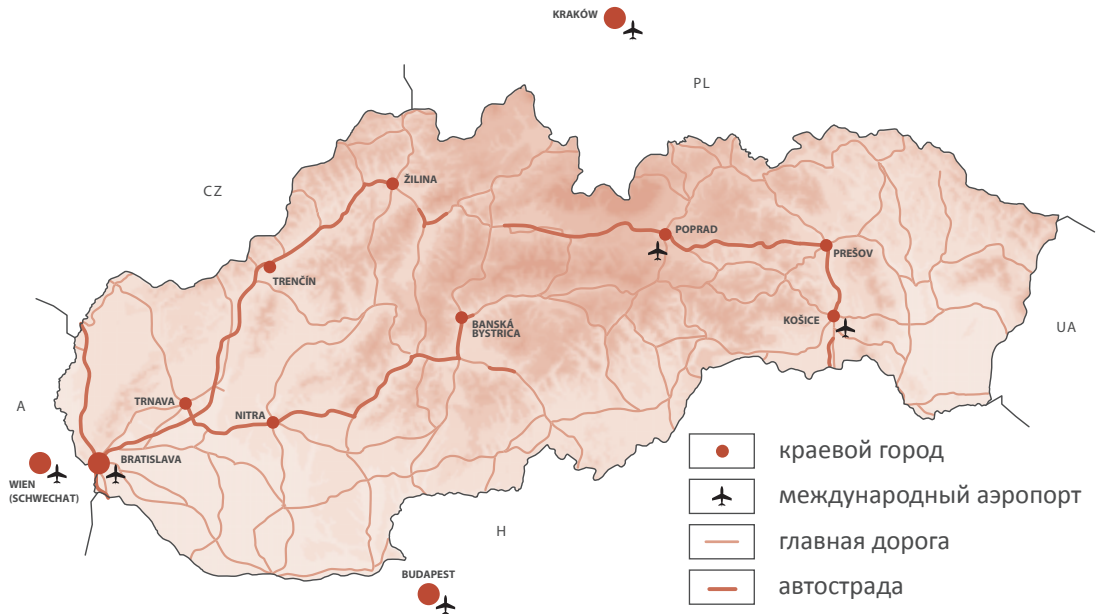 KRAKÓW
PL
CZ
ŽILINA
POPRAD
PREŠOV
TRENČÍN
BANSKÁ
BYSTRICA
KOŠICE
UA
A
TRNAVA
NITRA
BRATISLAVA
WIEN
(SCHWECHAT)
H
BUDAPEST
краевой город
международный аэропорт
главная дорога
автострада